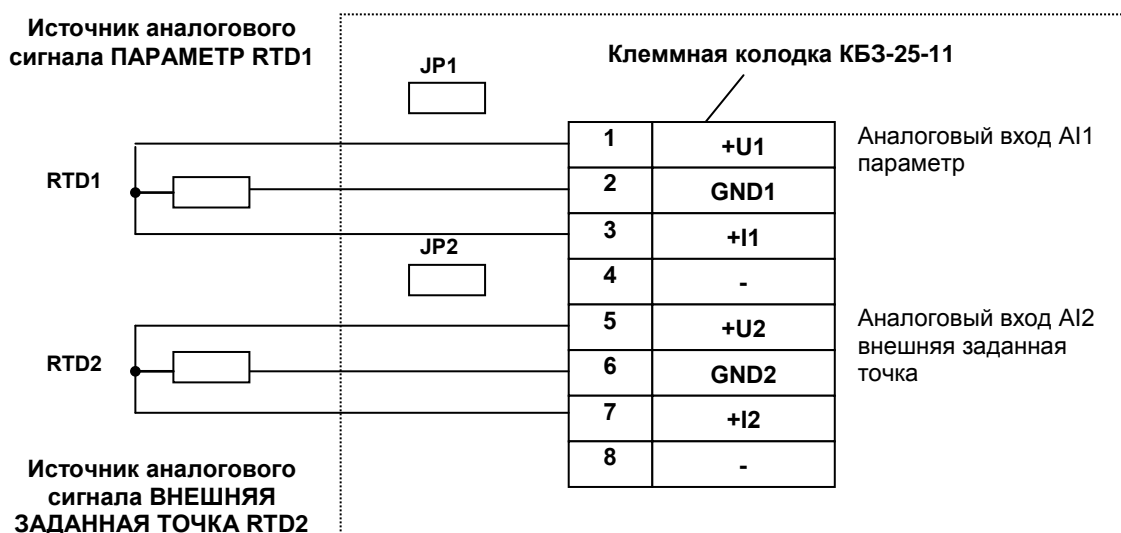 Источник аналогового
сигнала ПАРАМЕТР RTD1
JP1
Клеммная колодка КБЗ-25-11
1 +U1
Аналоговый вход AI1
параметр
RTD1
2 GND1
3 +I1
JP2
4 -
5 +U2
Аналоговый вход AI2
внешняя заданная
точка
RTD2
6 GND2
7 +I2
8 -
Источник аналогового
сигнала ВНЕШНЯЯ
ЗАДАННАЯ ТОЧКА RTD2